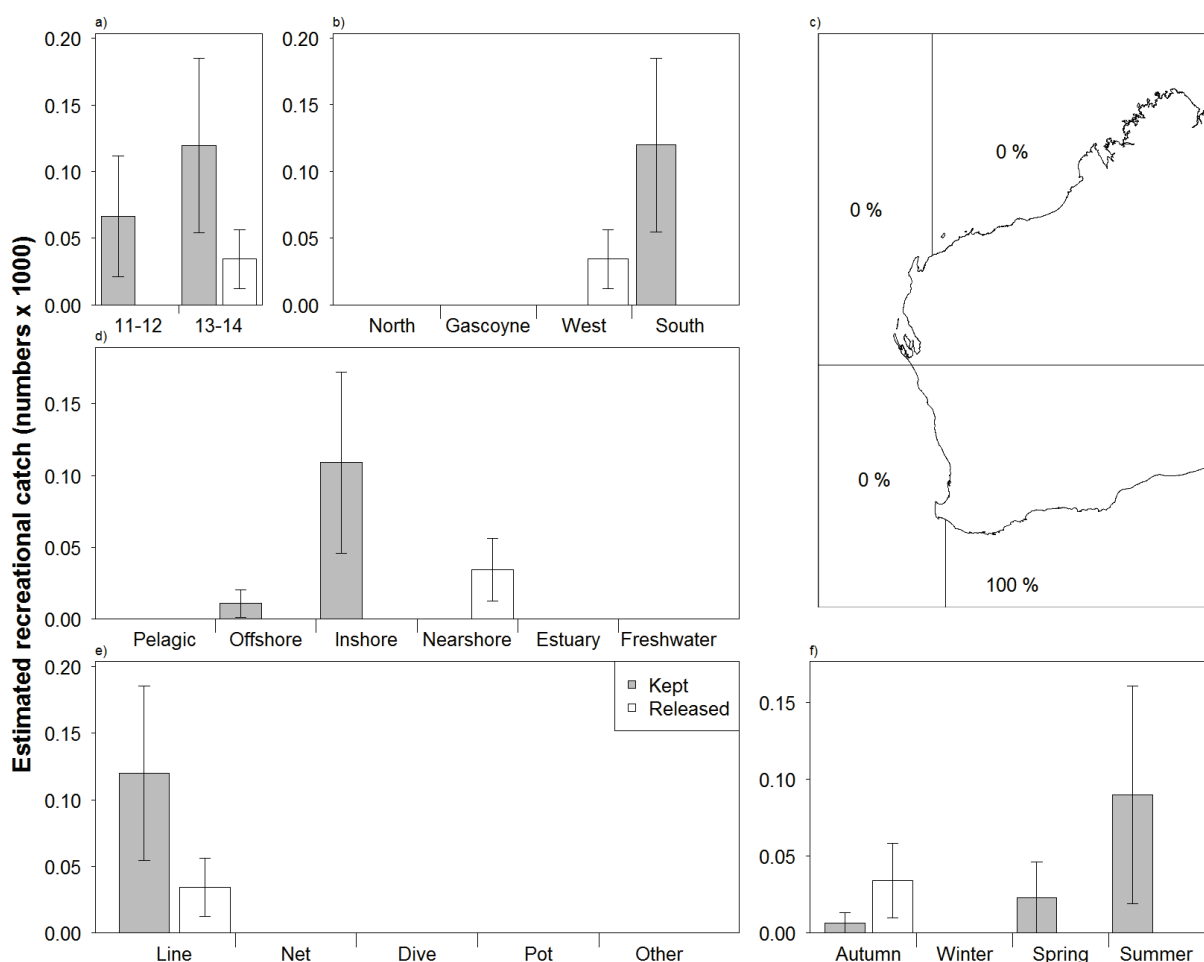 Estimated recreational catch (numbers x 1000)
a)
0.20
0.15
0.10
0.05
0.00
11-12
13-14
b)
0.20
0.15
0.10
0.05
0.00
North
Gascoyne
West
South
c)
0 %
0 %
0 %
100 %
d)
0.15
0.10
0.05
0.00
Pelagic
Offshore
Inshore
Nearshore
Estuary
Freshwater
e)
0.20
0.15
0.10
0.05
0.00
Kept
Released
Line
Net
Dive
Pot
Other
f)
0.15
0.10
0.05
0.00
Autumn
Winter
Spring
Summer